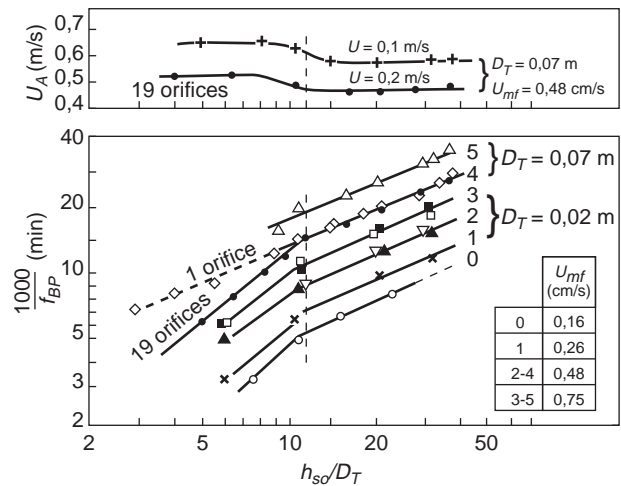 U_A (m/s)
0,7
0,6
0,5
0,4
U = 0,1 m/s
U = 0,2 m/s
19 orifices
D_T = 0,07 m
U_mf = 0,48 cm/s
1000/f_BP (min)
40
20
10
5
3
2
5
4
3
2
1
0
D_T = 0,07 m
D_T = 0,02 m
1 orifice
19 orifices
U_mf
(cm/s)
0 0,16
1 0,26
2-4 0,48
3-5 0,75
2 5 10 20 50
h_so/D_T